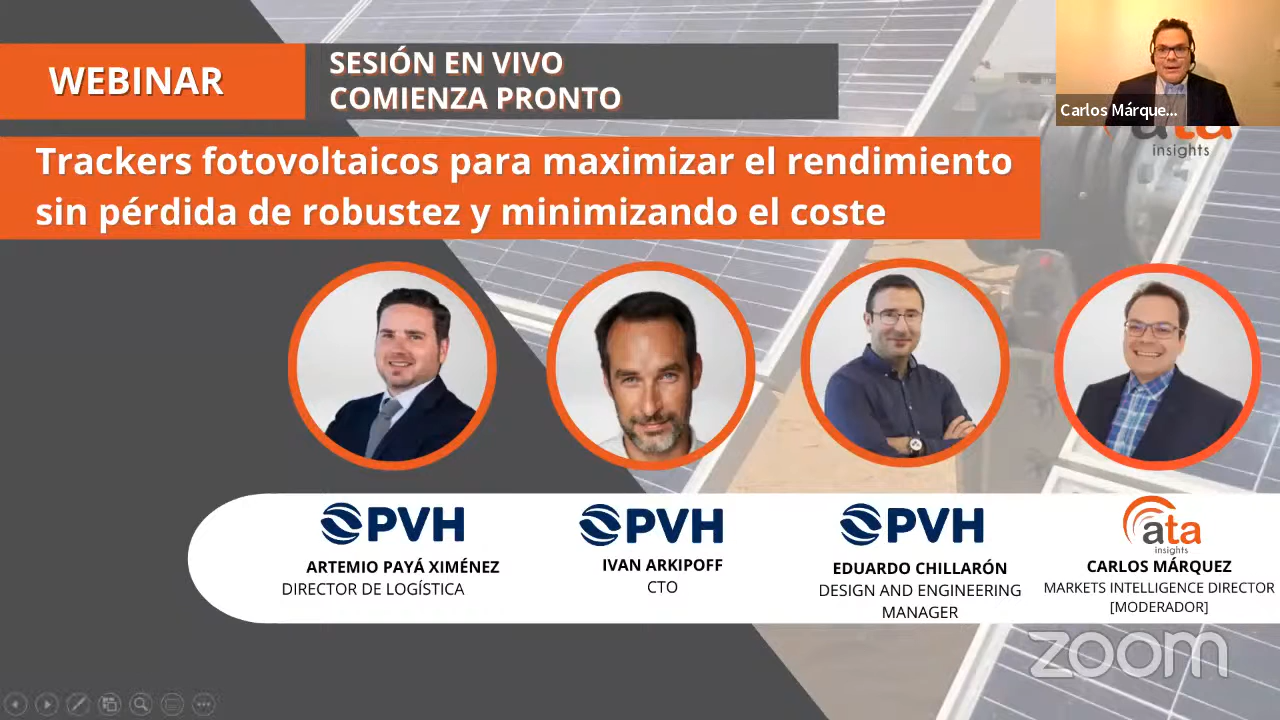 WEBINAR
SESIÓN EN VIVO
COMIENZA PRONTO
Carlos Márque...
ata
insights
Trackers fotovoltaicos para maximizar el rendimiento
sin pérdida de robustez y minimizando el coste
PVH
ARTEMIO PAYÁ XIMÉNEZ
DIRECTOR DE LOGÍSTICA
PVH
IVAN ARKIPOFF
CTO
PVH
EDUARDO CHILLARÓN
DESIGN AND ENGINEERING
MANAGER
ata
insights
CARLOS MÁRQUEZ
MARKETS INTELLIGENCE DIRECTOR
[MODERADOR]
zoom